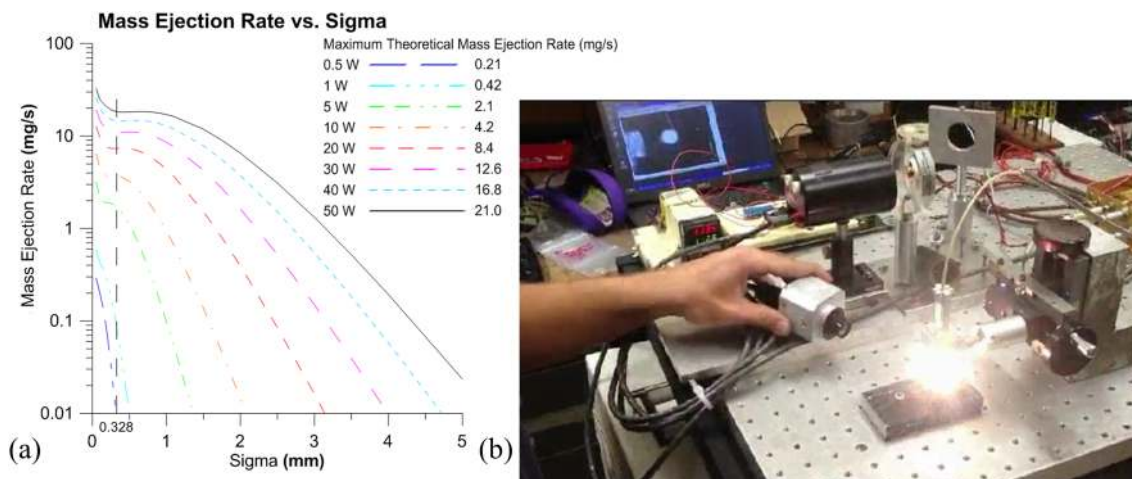 Mass Ejection Rate vs. Sigma
Maximum Theoretical Mass Ejection Rate (mg/s)
0.5 W 0.21
1 W 0.42
5 W 2.1
10 W 4.2
20 W 8.4
30 W 12.6
40 W 16.8
50 W 21.0
Mass Ejection Rate (mg/s)
100
10
1
0.1
0.01
0 1 2 3 4 5
0.328
Sigma (mm)
(a)
(b)